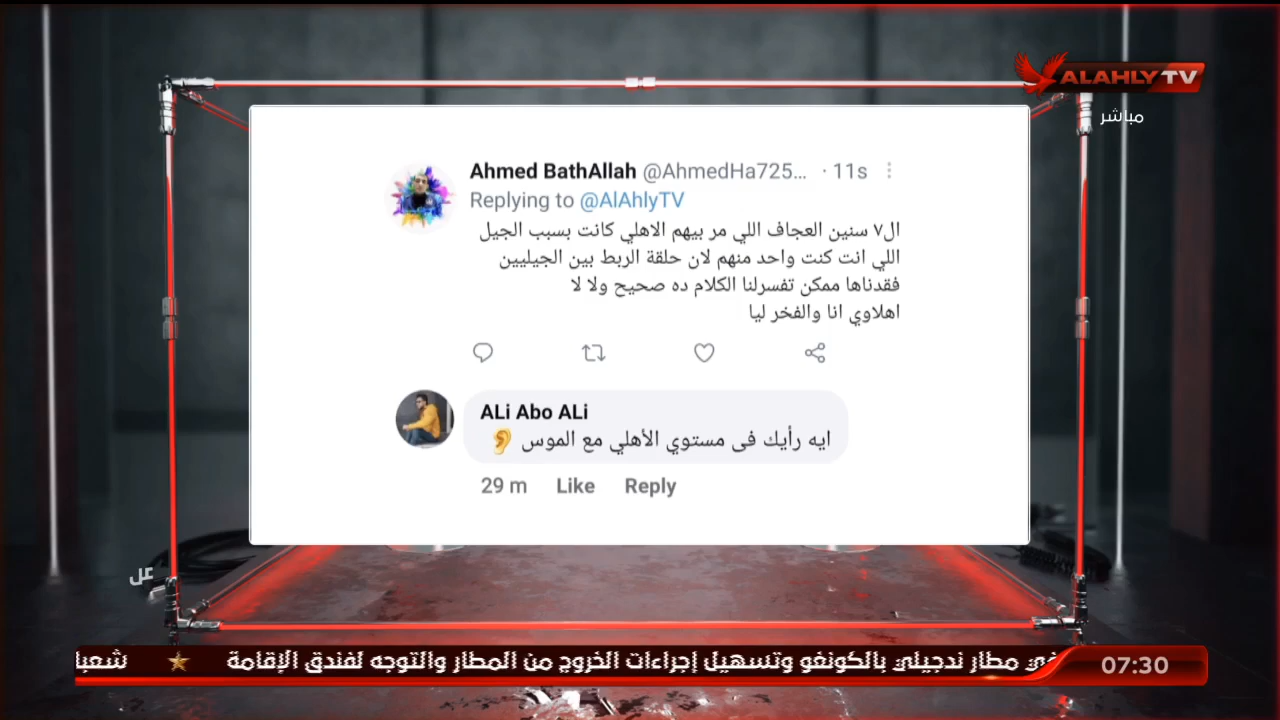 ALAHLY TV
مباشر
Ahmed BathAllah @AhmedHa725... · 11s
Replying to @AlAhlyTV
ال٧ سنين العجاف اللي مر بيهم الاهلي كانت بسبب الجيل
اللي انت كنت واحد منهم لان حلقة الربط بين الجيليين
فقدناها ممكن تفسرلنا الكلام ده صحيح ولا لا
اهلاوي انا والفخر ليا
ALi Abo ALi
ايه رأيك فى مستوي الأهلي مع الموس 👂
29 m Like Reply
في مطار ندجيلي بالكونغو وتسهيل إجراءات الخروج من المطار والتوجه لفندق الإقامة
07:30